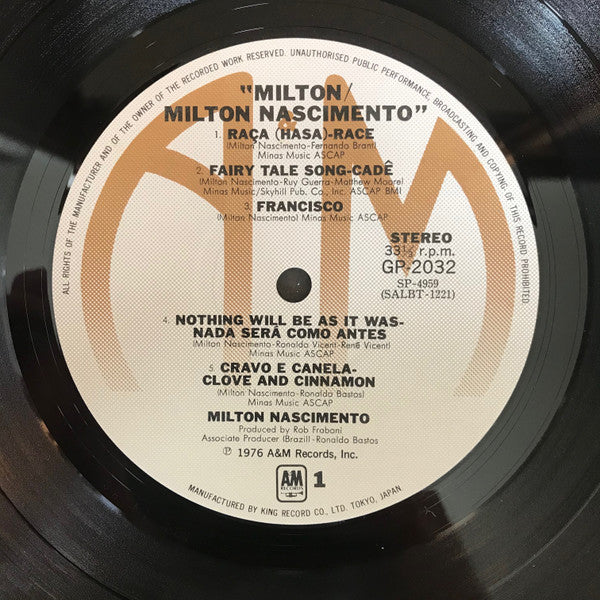 ALL RIGHTS OF THE MANUFACTURER AND OF THE OWNER OF THE RECORDED WORK RESERVED. UNAUTHORISED PUBLIC PERFORMANCE, BROADCASTING AND COPYING OF THIS RECORD PROHIBITED.
"MILTON/
MILTON NASCIMENTO"
1. RAÇA (HASA)-RACE
(Milton Nascimento-Fernando Brant)
Minas Music ASCAP
2. FAIRY TALE SONG-CADÊ
(Milton Nascimento-Ruy Guerra-Matthew Moore)
Minas Music/Skyhill Pub. Co., Inc. ASCAP BMI
3. FRANCISCO
(Milton Nascimento) Minas Music ASCAP
STEREO
33⅓ r.p.m.
GP-2032
SP-4959
(SALBT-1221)
4. NOTHING WILL BE AS IT WAS-
NADA SERÂ COMO ANTES
(Milton Nascimento-Ronaldo Vicent-René Vicent)
Minas Music ASCAP
5. CRAVO E CANELA-
CLOVE AND CINNAMON
(Milton Nascimento-Ronaldo Bastas)
Minas Music ASCAP
MILTON NASCIMENTO
Produced by Rob Fraboni
Associate Producer (Brazil)-Ronaldo Bastos
℗ 1976 A&M Records, Inc.
AM
RECORDS
1
MANUFACTURED BY KING RECORD CO., LTD. TOKYO, JAPAN.